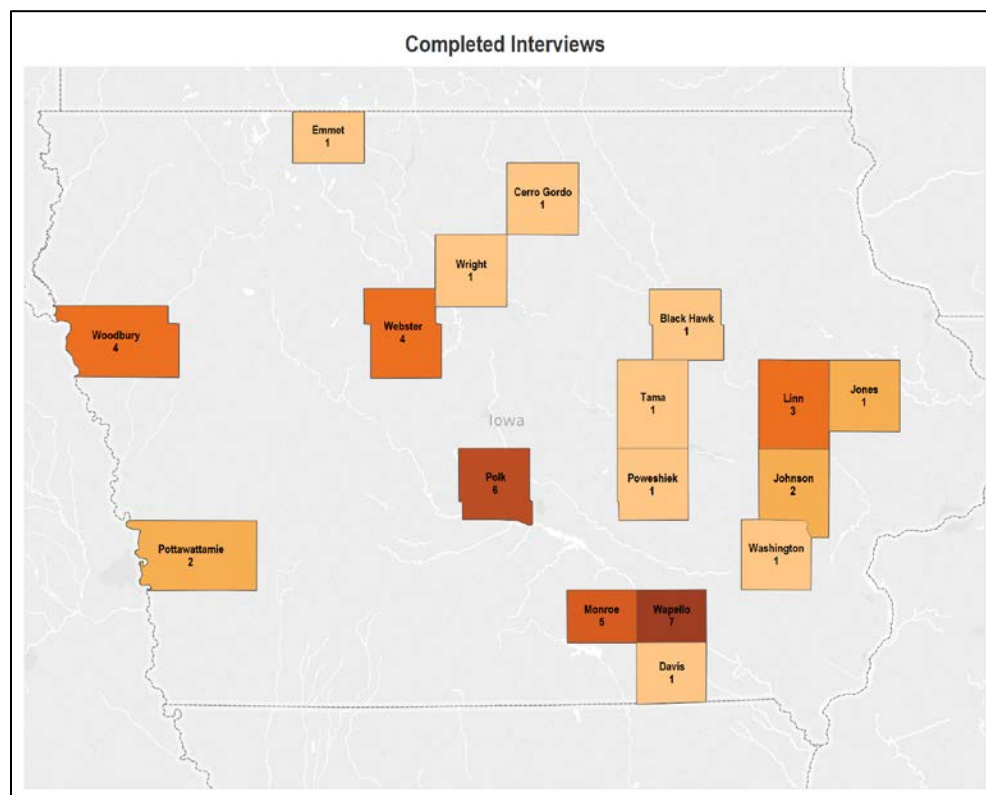 Completed Interviews
Emmet
1
Cerro Gordo
1
Wright
1
Woodbury
4
Webster
4
Black Hawk
1
Tama
1
Linn
3
Jones
1
Iowa
Polk
6
Poweshiek
1
Johnson
2
Pottawattamie
2
Washington
1
Monroe
5
Wapello
7
Davis
1